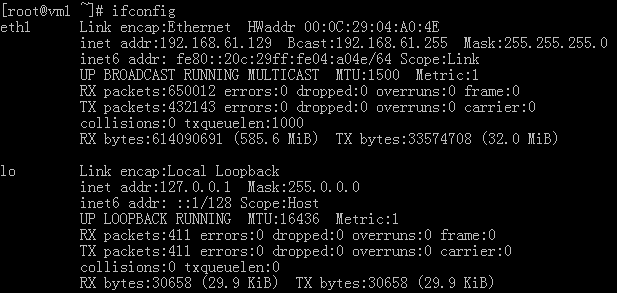 [root@vm1 ~]# ifconfig
eth1      Link encap:Ethernet  HWaddr 00:0C:29:04:A0:4E
          inet addr:192.168.61.129  Bcast:192.168.61.255  Mask:255.255.255.0
          inet6 addr: fe80::20c:29ff:fe04:a04e/64 Scope:Link
          UP BROADCAST RUNNING MULTICAST  MTU:1500  Metric:1
          RX packets:650012 errors:0 dropped:0 overruns:0 frame:0
          TX packets:432143 errors:0 dropped:0 overruns:0 carrier:0
          collisions:0 txqueuelen:1000
          RX bytes:614090691 (585.6 MiB)  TX bytes:33574708 (32.0 MiB)
lo        Link encap:Local Loopback
          inet addr:127.0.0.1  Mask:255.0.0.0
          inet6 addr: ::1/128 Scope:Host
          UP LOOPBACK RUNNING  MTU:16436  Metric:1
          RX packets:411 errors:0 dropped:0 overruns:0 frame:0
          TX packets:411 errors:0 dropped:0 overruns:0 carrier:0
          collisions:0 txqueuelen:0
          RX bytes:30658 (29.9 KiB)  TX bytes:30658 (29.9 KiB)